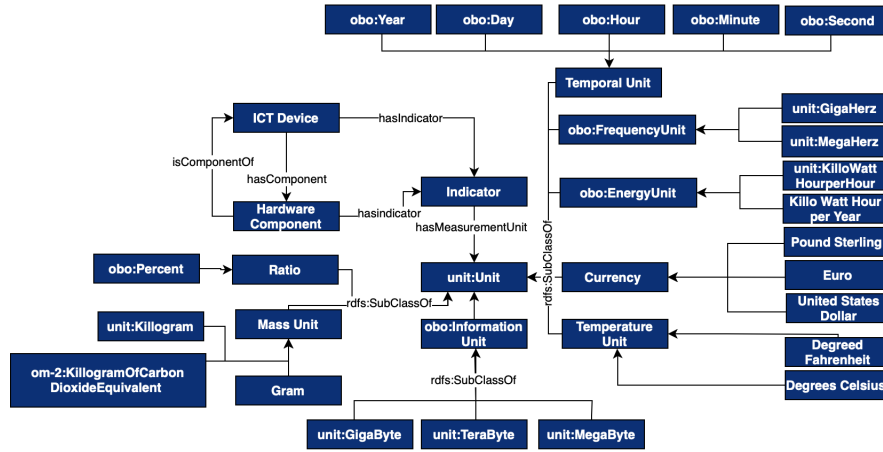 obo:Year
obo:Day
obo:Hour
obo:Minute
obo:Second
Temporal Unit
ICT Device
hasIndicator
obo:FrequencyUnit
unit:GigaHerz
unit:MegaHerz
isComponentOf
hasComponent
Indicator
obo:EnergyUnit
unit:KilloWatt
HourperHour
Killo Watt Hour
per Year
Hardware
Component
hasindicator
hasMeasurementUnit
rdfs:SubClassOf
Pound Sterling
obo:Percent
Ratio
unit:Unit
Currency
Euro
rdfs:SubClassOf
United States
Dollar
unit:Killogram
Mass Unit
obo:Information
Unit
Temperature
Unit
Degreed
Fahrenheit
om-2:KillogramOfCarbon
DioxideEquivalent
Gram
rdfs:SubClassOf
Degrees Celsius
unit:GigaByte
unit:TeraByte
unit:MegaByte